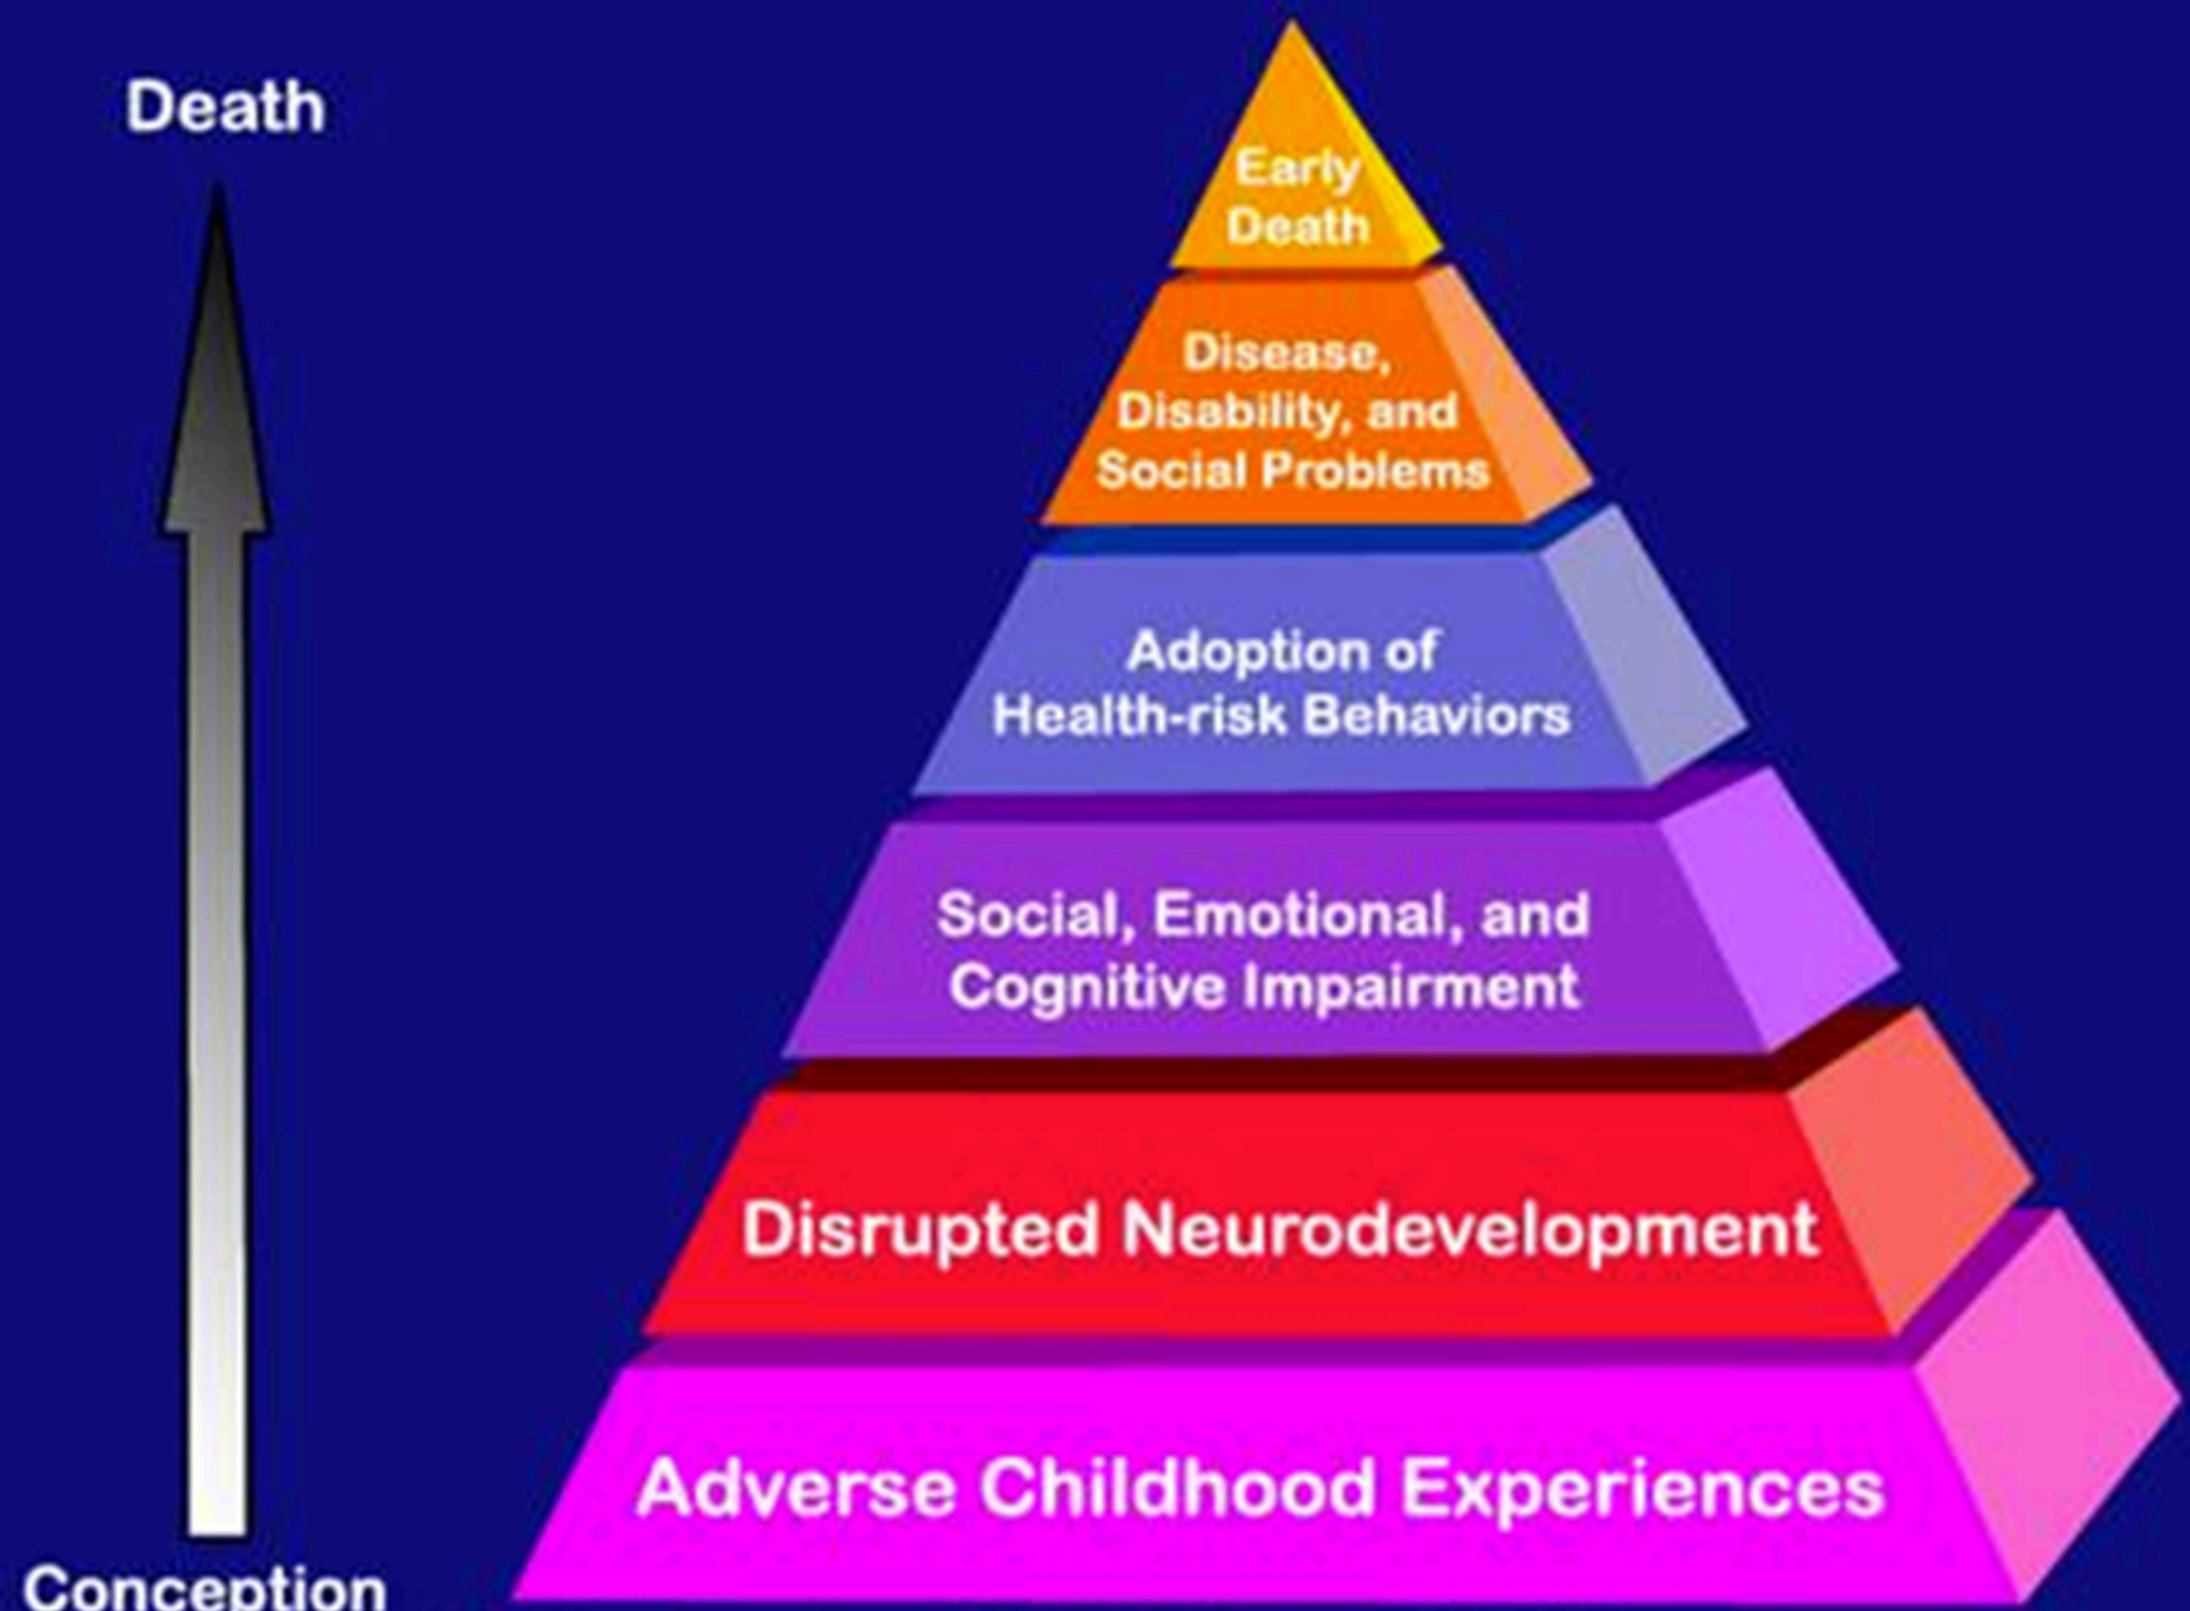 Death
Early
Death
Disease,
Disability, and
Social Problems
Adoption of
Health-risk Behaviors
Social, Emotional, and
Cognitive Impairment
Disrupted Neurodevelopment
Adverse Childhood Experiences
Conception